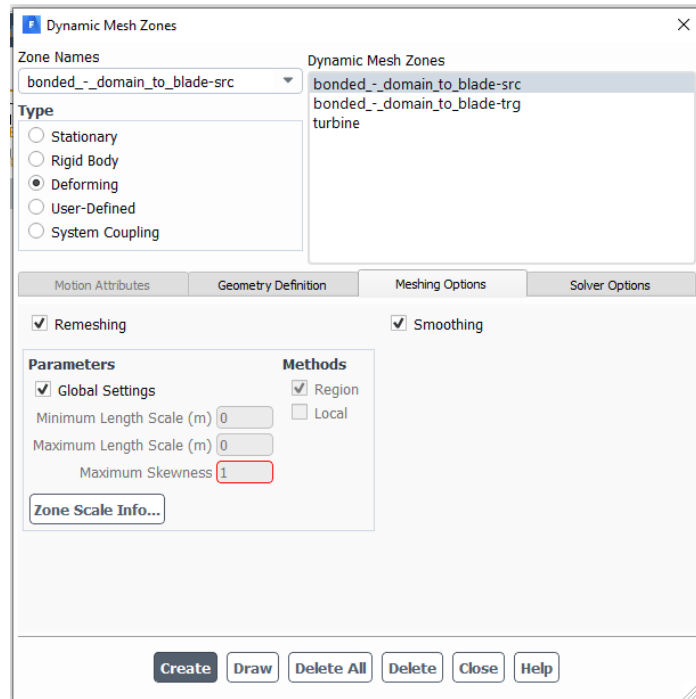 F Dynamic Mesh Zones
Zone Names
bonded_-_domain_to_blade-src
Type
Stationary
Rigid Body
Deforming
User-Defined
System Coupling
Dynamic Mesh Zones
bonded_-_domain_to_blade-src
bonded_-_domain_to_blade-trg
turbine
Motion Attributes
Geometry Definition
Meshing Options
Solver Options
Remeshing
Smoothing
Parameters
Global Settings
Minimum Length Scale (m) 0
Maximum Length Scale (m) 0
Maximum Skewness 1
Zone Scale Info...
Methods
Region
Local
Create
Draw
Delete All
Delete
Close
Help